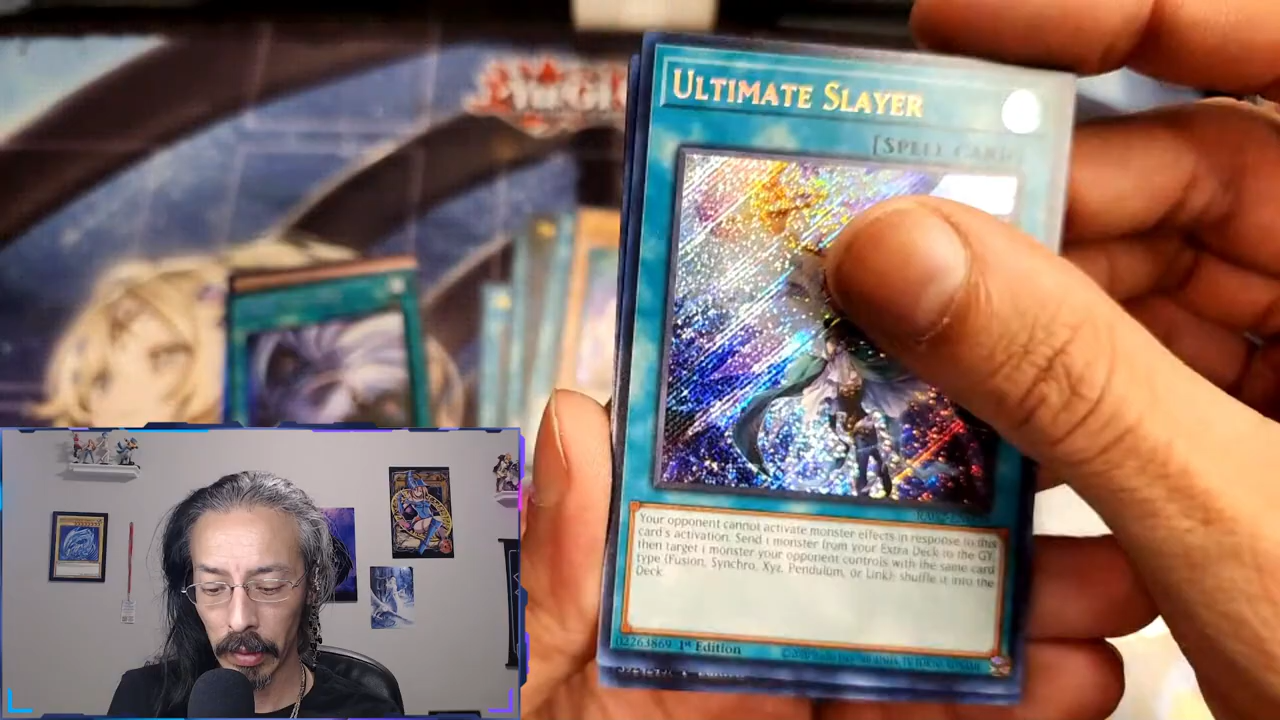 ULTIMATE SLAYER
[SPELL CARD
Your opponent cannot activate monster effects in response to this
card's activation. Send 1 monster from your Extra Deck to the GY,
then target 1 monster your opponent controls with the same card
type (Fusion, Synchro, Xyz, Pendulum, or Link); shuffle it into the
Deck.
02263869 1st Edition